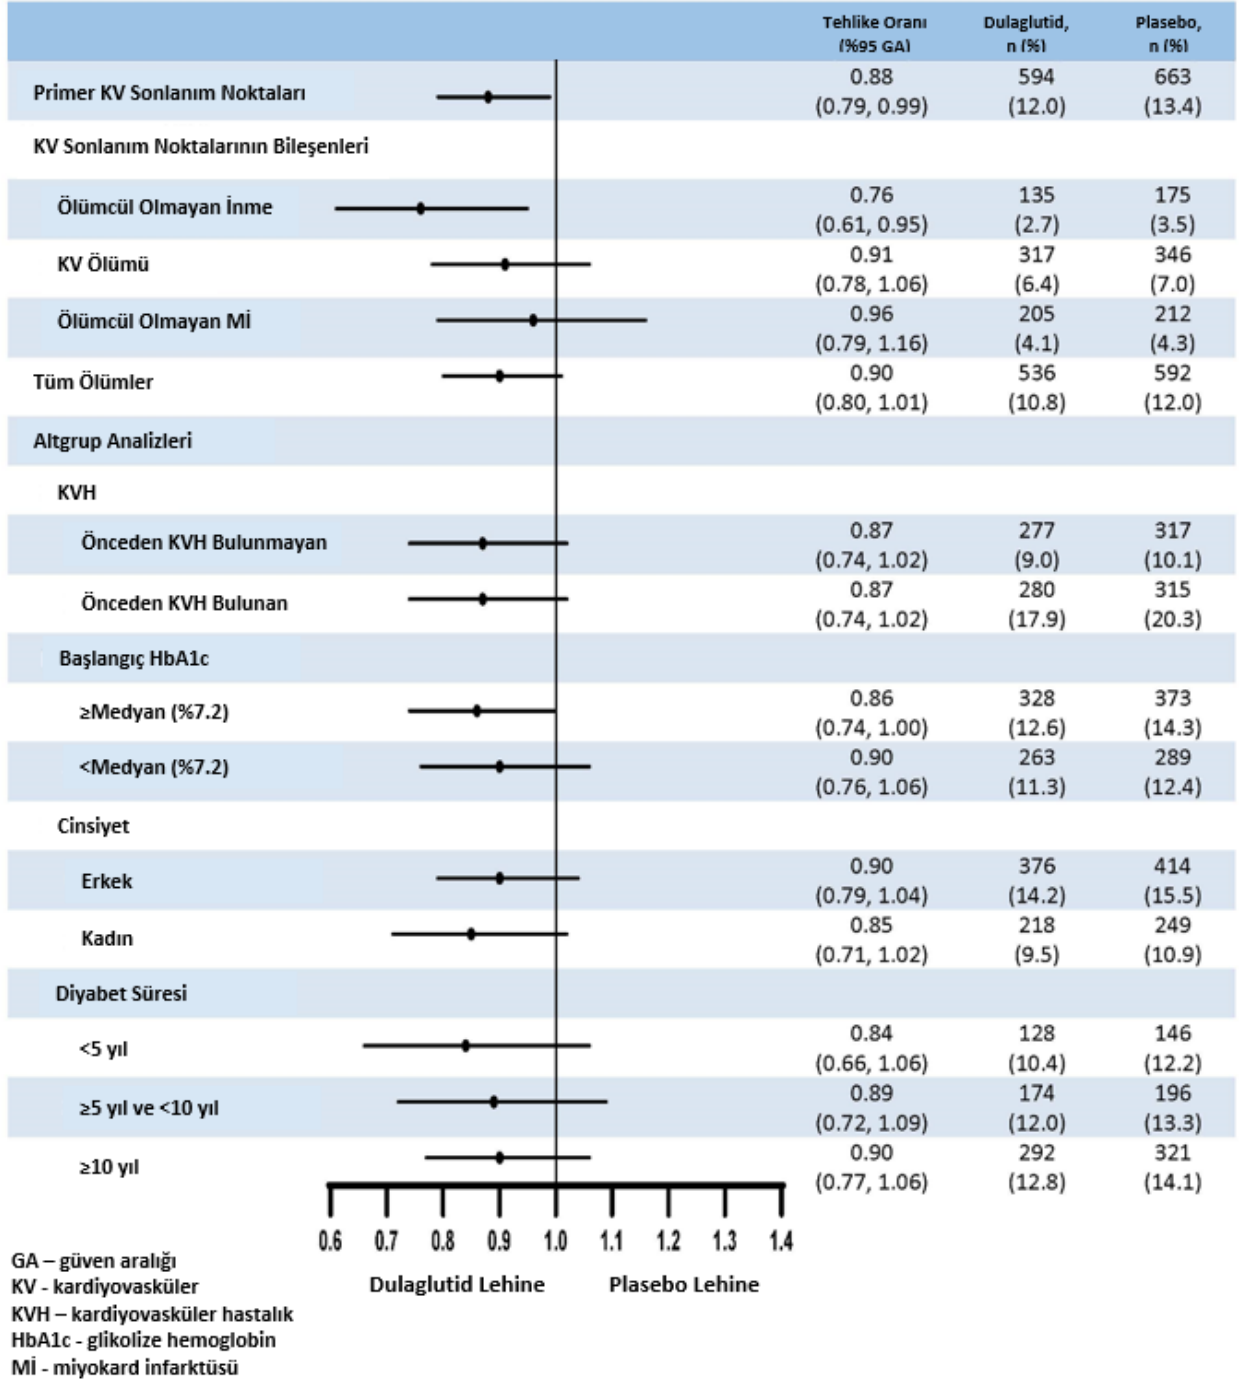 Tehlike Oranı Dulaglutid, Plasebo,
(%95 GA) n (%) n (%)
Primer KV Sonlanım Noktaları 0.88 594 663
(0.79, 0.99) (12.0) (13.4)
KV Sonlanım Noktalarının Bileşenleri
Ölümcül Olmayan İnme 0.76 135 175
(0.61, 0.95) (2.7) (3.5)
KV Ölümü 0.91 317 346
(0.78, 1.06) (6.4) (7.0)
Ölümcül Olmayan Mİ 0.96 205 212
(0.79, 1.16) (4.1) (4.3)
Tüm Ölümler 0.90 536 592
(0.80, 1.01) (10.8) (12.0)
Altgrup Analizleri
KVH
Önceden KVH Bulunmayan 0.87 277 317
(0.74, 1.02) (9.0) (10.1)
Önceden KVH Bulunan 0.87 280 315
(0.74, 1.02) (17.9) (20.3)
Başlangıç HbA1c
≥Medyan (%7.2) 0.86 328 373
(0.74, 1.00) (12.6) (14.3)
<Medyan (%7.2) 0.90 263 289
(0.76, 1.06) (11.3) (12.4)
Cinsiyet
Erkek 0.90 376 414
(0.79, 1.04) (14.2) (15.5)
Kadın 0.85 218 249
(0.71, 1.02) (9.5) (10.9)
Diyabet Süresi
<5 yıl 0.84 128 146
(0.66, 1.06) (10.4) (12.2)
≥5 yıl ve <10 yıl 0.89 174 196
(0.72, 1.09) (12.0) (13.3)
≥10 yıl 0.90 292 321
(0.77, 1.06) (12.8) (14.1)
0.6 0.7 0.8 0.9 1.0 1.1 1.2 1.3 1.4
Dulaglutid Lehine Plasebo Lehine
GA – güven aralığı
KV - kardiyovasküler
KVH – kardiyovasküler hastalık
HbA1c - glikolize hemoglobin
Mİ - miyokard infarktüsü